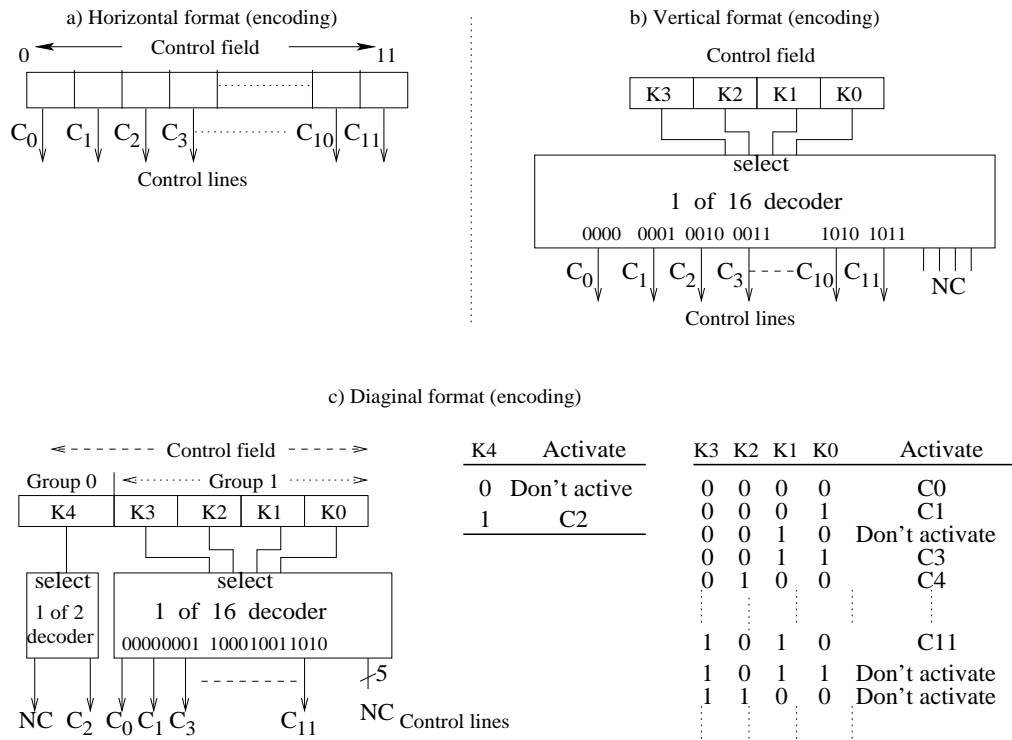 a) Horizontal format (encoding)
0 Control field 11
C0 C1 C2 C3 C10 C11
Control lines
b) Vertical format (encoding)
Control field
K3 K2 K1 K0
select
1 of 16 decoder
0000 0001 0010 0011 1010 1011
C0 C1 C2 C3 C10 C11 NC
Control lines
c) Diaginal format (encoding)
Control field
Group 0 Group 1
K4 K3 K2 K1 K0
select select
1 of 2 decoder
1 of 16 decoder
00000001 100010011010
5
NC C2 C0 C1 C3 C11 NC Control lines
K4 Activate
0 Don't active
1 C2
K3 K2 K1 K0 Activate
0 0 0 0 C0
0 0 0 1 C1
0 0 1 0 Don't activate
0 0 1 1 C3
0 1 0 0 C4
1 0 1 0 C11
1 0 1 1 Don't activate
1 1 0 0 Don't activate